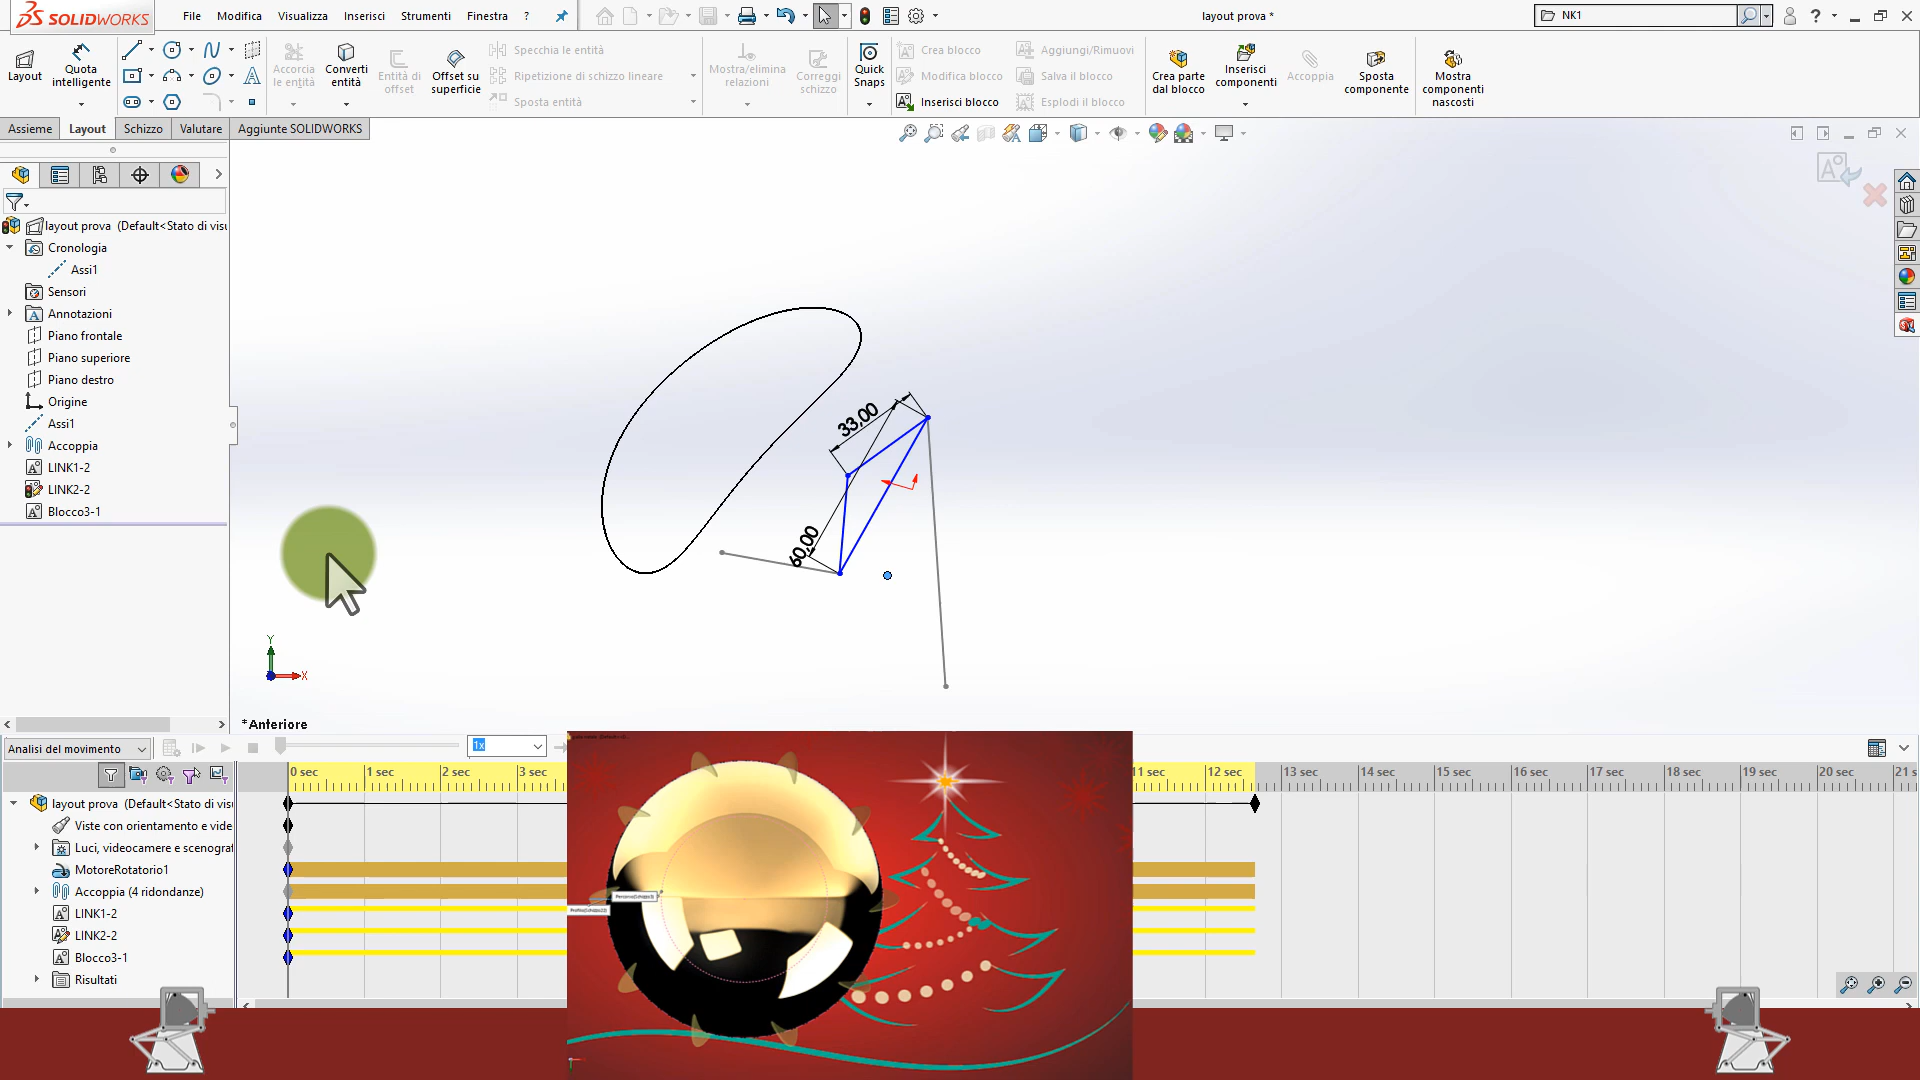 SOLIDWORKS
File Modifica Visualizza Inserisci Strumenti Finestra ?
layout prova *
NK1
Layout
Quota intelligente
Accorcia le entità
Converti entità
Entità di offset
Offset su superficie
Specchia le entità
Ripetizione di schizzo lineare
Sposta entità
Mostra/elimina relazioni
Correggi schizzo
Quick Snaps
Crea blocco
Modifica blocco
Inserisci blocco
Aggiungi/Rimuovi
Salva il blocco
Esplodi il blocco
Crea parte dal blocco
Inserisci componenti
Accoppia
Sposta componente
Mostra componenti nascosti
Assieme Layout Schizzo Valutare Aggiunte SOLIDWORKS
layout prova (Default<Stato di visu
Cronologia
Assi1
Sensori
Annotazioni
Piano frontale
Piano superiore
Piano destro
Origine
Assi1
Accoppia
LINK1-2
LINK2-2
Blocco3-1
33,00
60,00
Y
X
*Anteriore
Analisi del movimento
1x
0 sec 1 sec 2 sec 3 sec 11 sec 12 sec 13 sec 14 sec 15 sec 16 sec 17 sec 18 sec 19 sec 20 sec 21 s
layout prova (Default<Stato di visu
Viste con orientamento e vide
Luci, videocamere e scenograf
MotoreRotatorio1
Accoppia (4 ridondanze)
LINK1-2
LINK2-2
Blocco3-1
Risultati